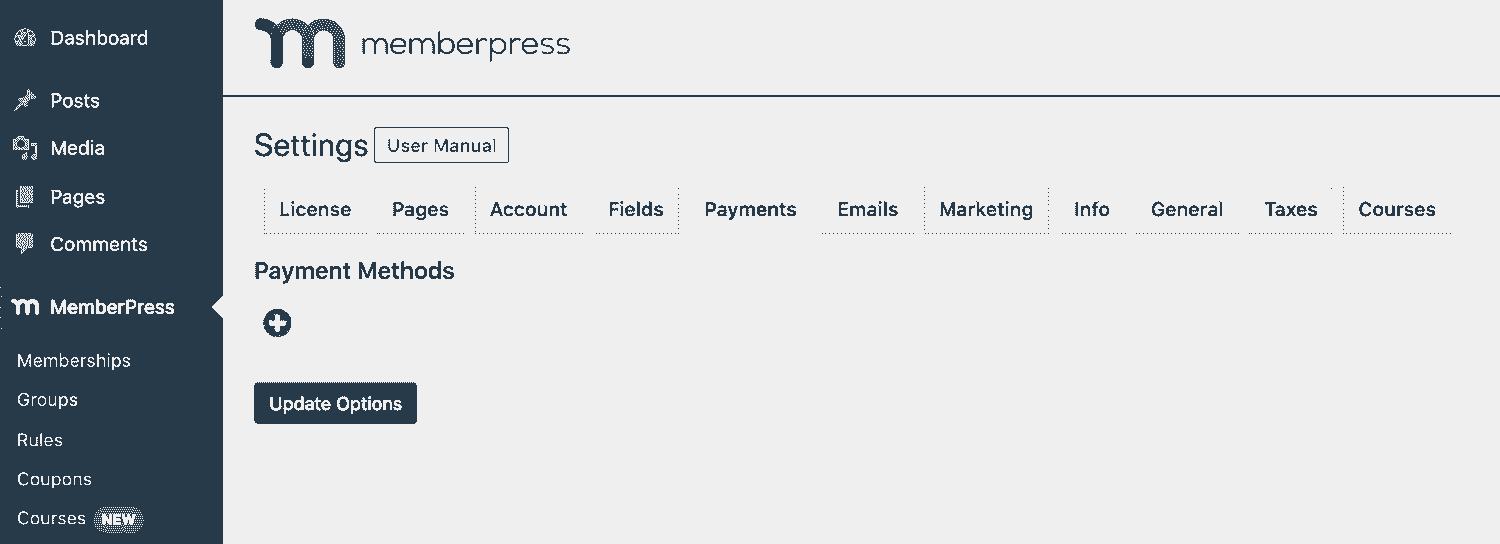 Dashboard
Posts
Media
Pages
Comments
MemberPress
Memberships
Groups
Rules
Coupons
Courses NEW
memberpress
Settings User Manual
License Pages Account Fields Payments Emails Marketing Info General Taxes Courses
Payment Methods
Update Options